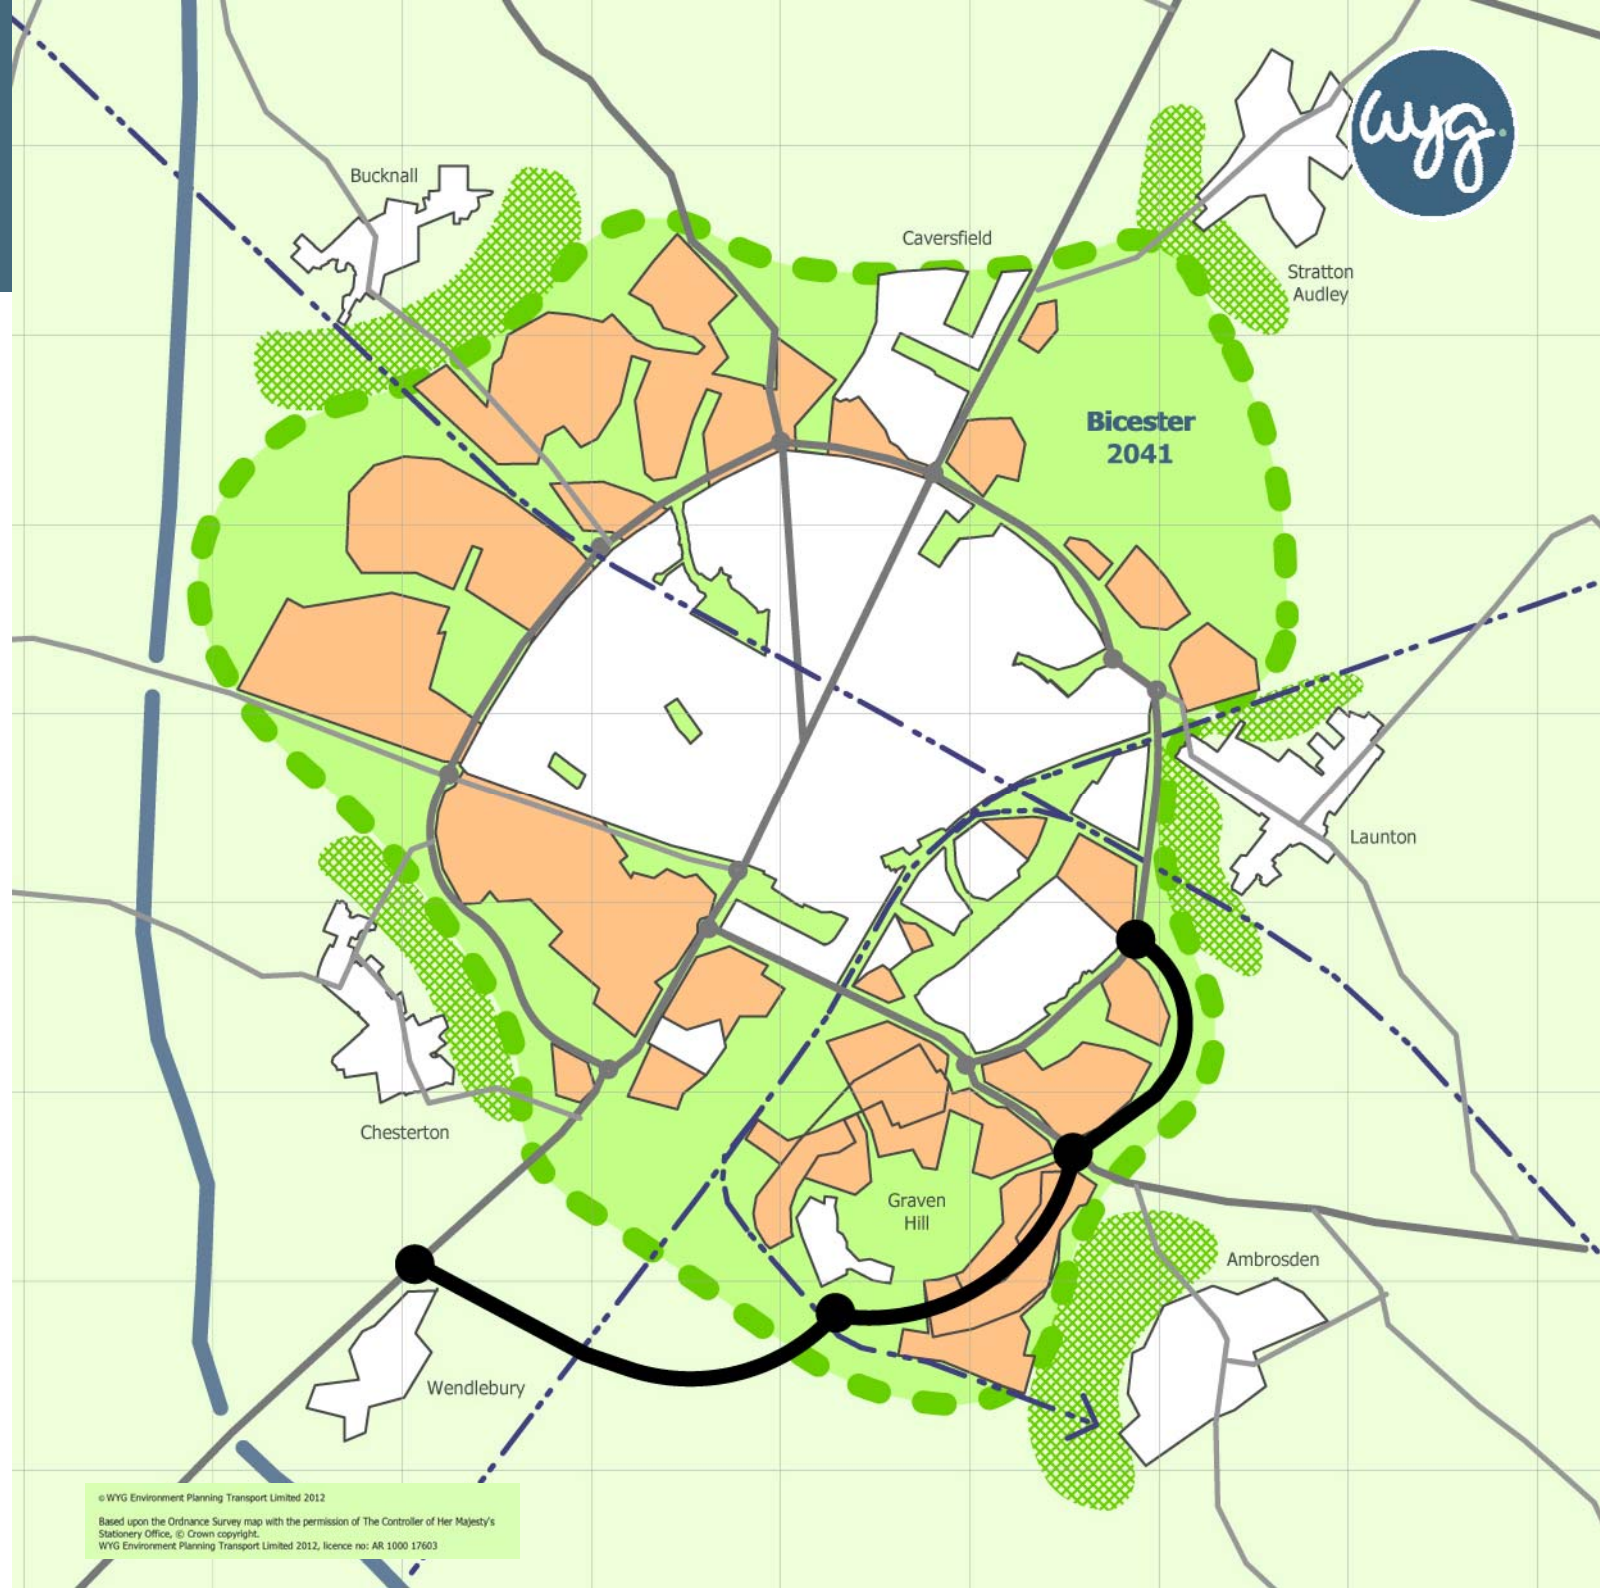 wyg.
Bucknall
Caversfield
Stratton
Audley
Bicester
2041
Launton
Chesterton
Graven
Hill
Ambrosden
Wendlebury
© WYG Environment Planning Transport Limited 2012
Based upon the Ordnance Survey map with the permission of The Controller of Her Majesty's
Stationery Office, © Crown copyright.
WYG Environment Planning Transport Limited 2012, licence no: AR 1000 17603